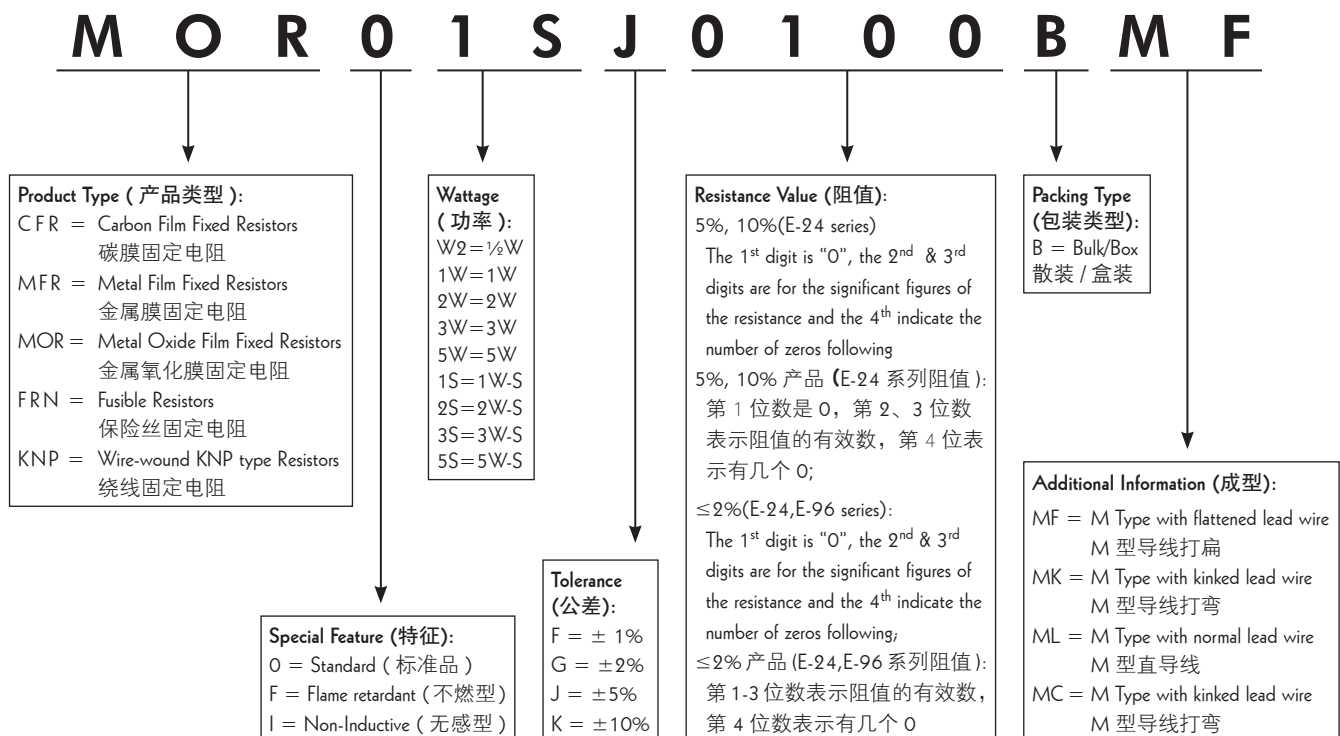 M O R 0 1 S J 0 1 0 0 B M F
Product Type ( 产品类型 ):
CFR = Carbon Film Fixed Resistors
碳膜固定电阻
MFR = Metal Film Fixed Resistors
金属膜固定电阻
MOR = Metal Oxide Film Fixed Resistors
金属氧化膜固定电阻
FRN = Fusible Resistors
保险丝固定电阻
KNP = Wire-wound KNP type Resistors
绕线固定电阻
Special Feature (特征):
0 = Standard ( 标准品 )
F = Flame retardant ( 不燃型 )
I = Non-Inductive ( 无感型 )
Wattage
( 功率 ):
W2=½W
1W=1W
2W=2W
3W=3W
5W=5W
1S=1W-S
2S=2W-S
3S=3W-S
5S=5W-S
Tolerance
(公差):
F = ± 1%
G = ±2%
J = ±5%
K = ±10%
Resistance Value (阻值):
5%, 10%(E-24 series)
The 1st digit is “0”, the 2nd & 3rd
digits are for the significant figures of
the resistance and the 4th indicate the
number of zeros following
5%, 10% 产品 (E-24 系列阻值 ):
第 1 位数是 0，第 2、3 位数
表示阻值的有效数，第 4 位表
示有几个 0;
≤2%(E-24,E-96 series):
The 1st digit is “0”, the 2nd & 3rd
digits are for the significant figures of
the resistance and the 4th indicate the
number of zeros following;
≤2% 产品 (E-24,E-96 系列阻值 ):
第 1-3 位数表示阻值的有效数，
第 4 位数表示有几个 0
Packing Type
(包装类型):
B = Bulk/Box
散装 / 盒装
Additional Information (成型):
MF = M Type with flattened lead wire
M 型导线打扁
MK = M Type with kinked lead wire
M 型导线打弯
ML = M Type with normal lead wire
M 型直导线
MC = M Type with kinked lead wire
M 型导线打弯